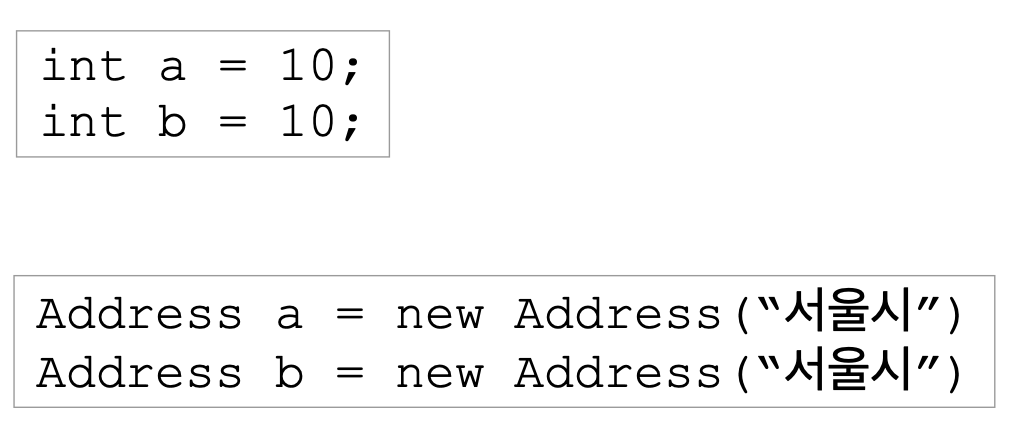 int a = 10;
int b = 10;
Address a = new Address(“서울시”)
Address b = new Address(“서울시”)